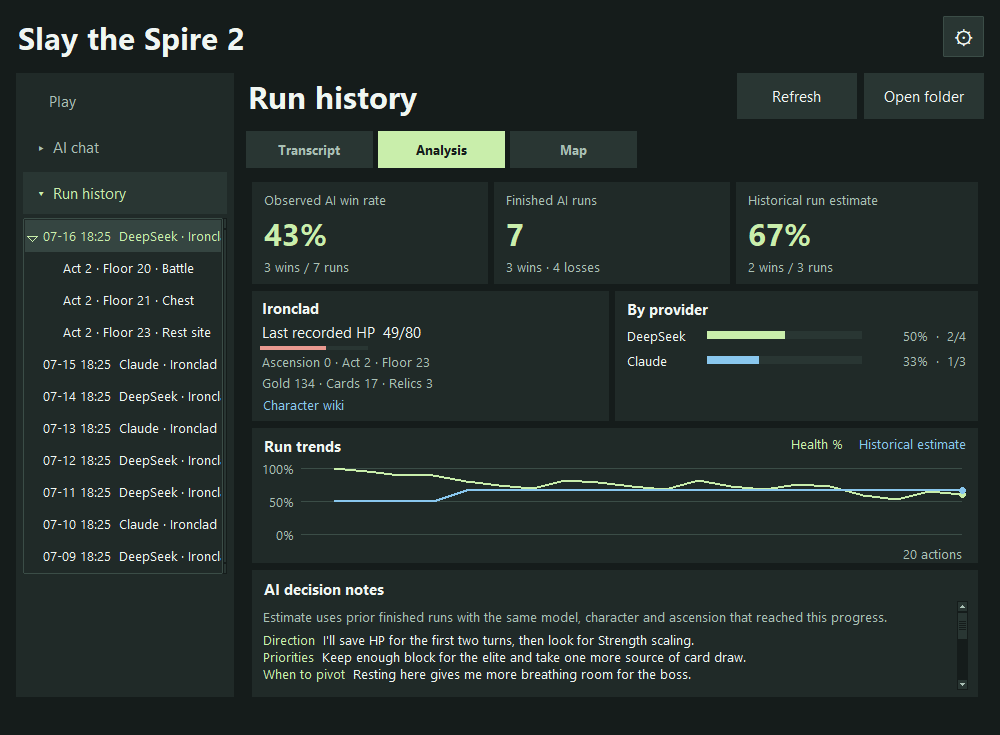 Slay the Spire 2
Play
AI chat
Run history
07-16 18:25 DeepSeek · Ironcl
Act 2 · Floor 20 · Battle
Act 2 · Floor 21 · Chest
Act 2 · Floor 23 · Rest site
07-15 18:25 Claude · Ironclad
07-14 18:25 DeepSeek · Ironcl
07-13 18:25 Claude · Ironclad
07-12 18:25 DeepSeek · Ironcl
07-11 18:25 DeepSeek · Ironcl
07-10 18:25 Claude · Ironclad
07-09 18:25 DeepSeek · Ironcl
Run history
Refresh
Open folder
Transcript
Analysis
Map
Observed AI win rate
43%
3 wins / 7 runs
Finished AI runs
7
3 wins · 4 losses
Historical run estimate
67%
2 wins / 3 runs
Ironclad
Last recorded HP 49/80
Ascension 0 · Act 2 · Floor 23
Gold 134 · Cards 17 · Relics 3
Character wiki
By provider
DeepSeek 50% · 2/4
Claude 33% · 1/3
Run trends
Health % Historical estimate
100%
50%
0%
20 actions
AI decision notes
Estimate uses prior finished runs with the same model, character and ascension that reached this progress.
Direction I'll save HP for the first two turns, then look for Strength scaling.
Priorities Keep enough block for the elite and take one more source of card draw.
When to pivot Resting here gives me more breathing room for the boss.